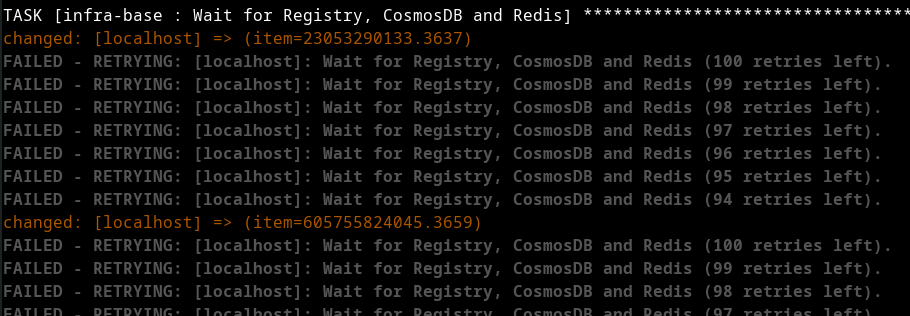 TASK [infra-base : Wait for Registry, CosmosDB and Redis] *********************************
changed: [localhost] => (item=23053290133.3637)
FAILED - RETRYING: [localhost]: Wait for Registry, CosmosDB and Redis (100 retries left).
FAILED - RETRYING: [localhost]: Wait for Registry, CosmosDB and Redis (99 retries left).
FAILED - RETRYING: [localhost]: Wait for Registry, CosmosDB and Redis (98 retries left).
FAILED - RETRYING: [localhost]: Wait for Registry, CosmosDB and Redis (97 retries left).
FAILED - RETRYING: [localhost]: Wait for Registry, CosmosDB and Redis (96 retries left).
FAILED - RETRYING: [localhost]: Wait for Registry, CosmosDB and Redis (95 retries left).
FAILED - RETRYING: [localhost]: Wait for Registry, CosmosDB and Redis (94 retries left).
changed: [localhost] => (item=605755824045.3659)
FAILED - RETRYING: [localhost]: Wait for Registry, CosmosDB and Redis (100 retries left).
FAILED - RETRYING: [localhost]: Wait for Registry, CosmosDB and Redis (99 retries left).
FAILED - RETRYING: [localhost]: Wait for Registry, CosmosDB and Redis (98 retries left).
FAILED - RETRYING: [localhost]: Wait for Registry, CosmosDB and Redis (97 retries left).